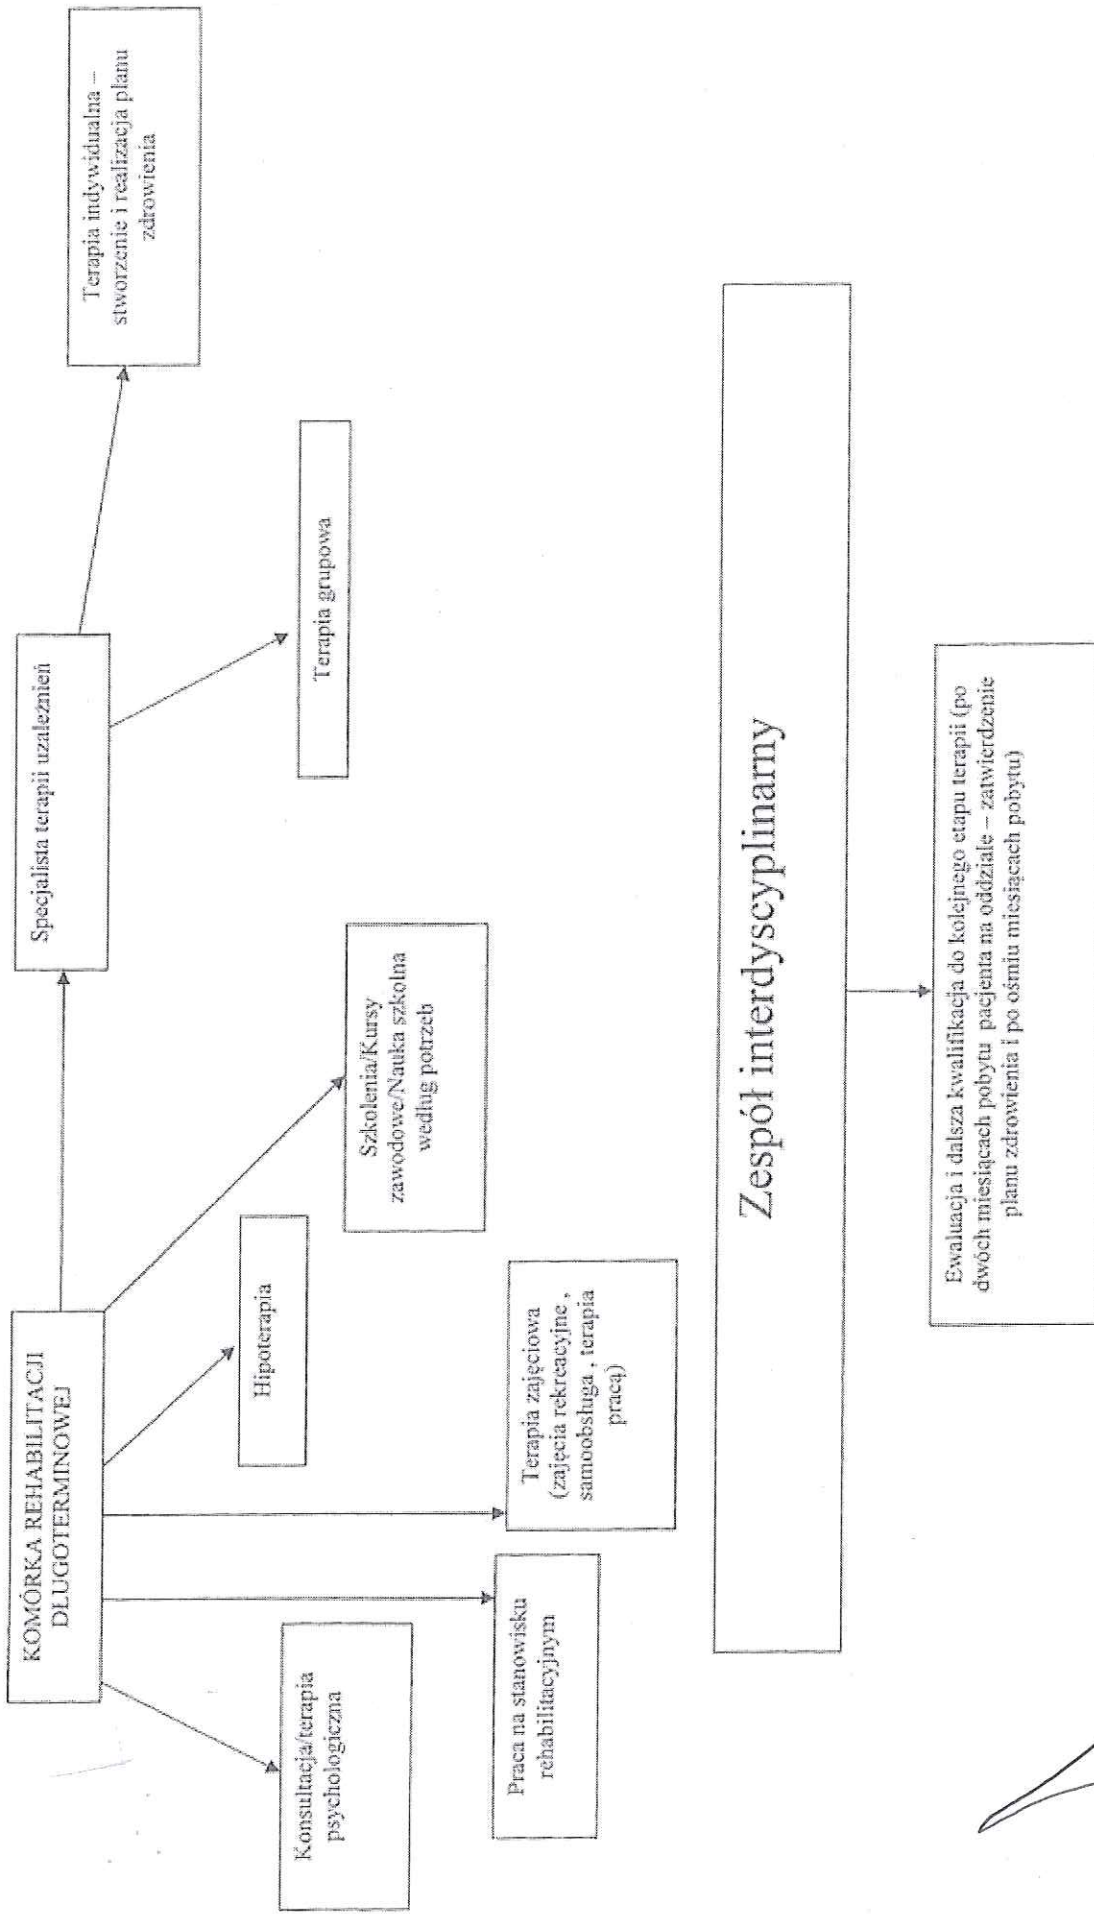 KOMÓRKA REHABILITACJI
DŁUGOTERMINOWEJ
Specjalista terapii uzależnień
Terapia indywidualna –
stworzenie i realizacja planu
zdrowienia
Hipoterapia
Terapia grupowa
Konsultacja/terapia
psychologiczna
Szkolenia/Kursy
zawodowe/Nauka szkolna
według potrzeb
Praca na stanowisku
rehabilitacyjnym
Terapia zajęciowa
(zajęcia rekreacyjne ,
samoobsługa , terapia
pracą)
Zespół interdyscyplinarny
Ewaluacja i dalsza kwalifikacja do kolejnego etapu terapii (po
dwóch miesiącach pobytu pacjenta na oddziale – zatwierdzenie
planu zdrowienia i po ośmiu miesiącach pobytu)